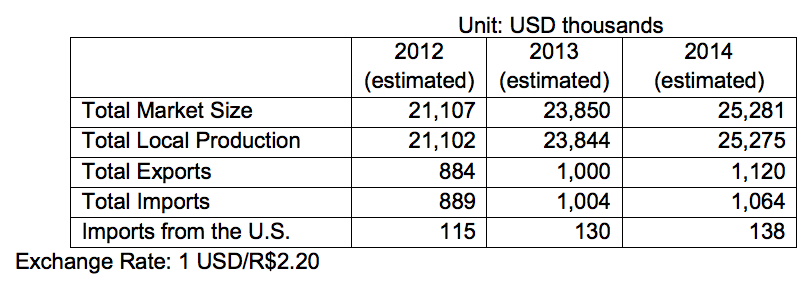 Unit: USD thousands
2012 2013 2014
(estimated) (estimated) (estimated)
Total Market Size 21,107 23,850 25,281
Total Local Production 21,102 23,844 25,275
Total Exports 884 1,000 1,120
Total Imports 889 1,004 1,064
Imports from the U.S. 115 130 138
Exchange Rate: 1 USD/R$2.20